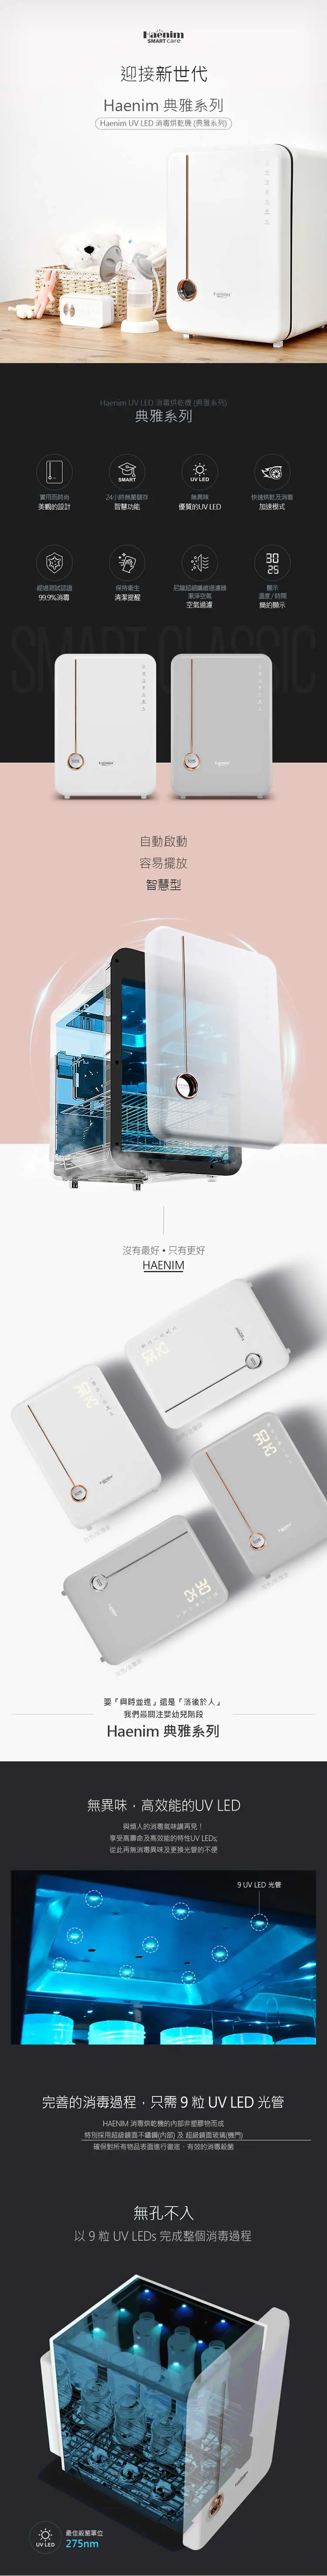 Haenim
SMART care
迎接新世代
Haenim 典雅系列
Haenim UV LED 消毒烘乾機 (典雅系列)
Haenim UV LED 消毒烘乾機 (典雅系列)
典雅系列
實用而時尚
美觀的設計
SMART
24小時無菌儲存
智慧功能
UV LED
無異味
優質的UV LED
快速烘乾及消毒
加速模式
經過測試認證
99.9%消毒
保持衛生
清潔提醒
尼龍超細纖維過濾器
潔淨空氣
空氣過濾
30
25
顯示
溫度/時間
簡約顯示
自動啟動
容易擺放
智慧型
沒有最好•只有更好
HAENIM
要「與時並進」還是「落後於人」
我們最關注嬰幼兒階段
Haenim 典雅系列
無異味，高效能的UV LED
與煩人的消毒氣味講再見！
享受高壽命及高效能的特性UV LEDs;
從此再無消毒異味及更換光管的不便
9 UV LED 光管
完善的消毒過程，只需 9 粒 UV LED 光管
HAENIM 消毒烘乾機的內部非塑膠物而成
特別採用超級鏡面不鏽鋼(內部) 及 超級鏡面玻璃(機門)
確保對所有物品表面進行徹底、有效的消毒殺菌
無孔不入
以 9 粒 UV LEDs 完成整個消毒過程
UV LED
最佳殺菌單位
275nm